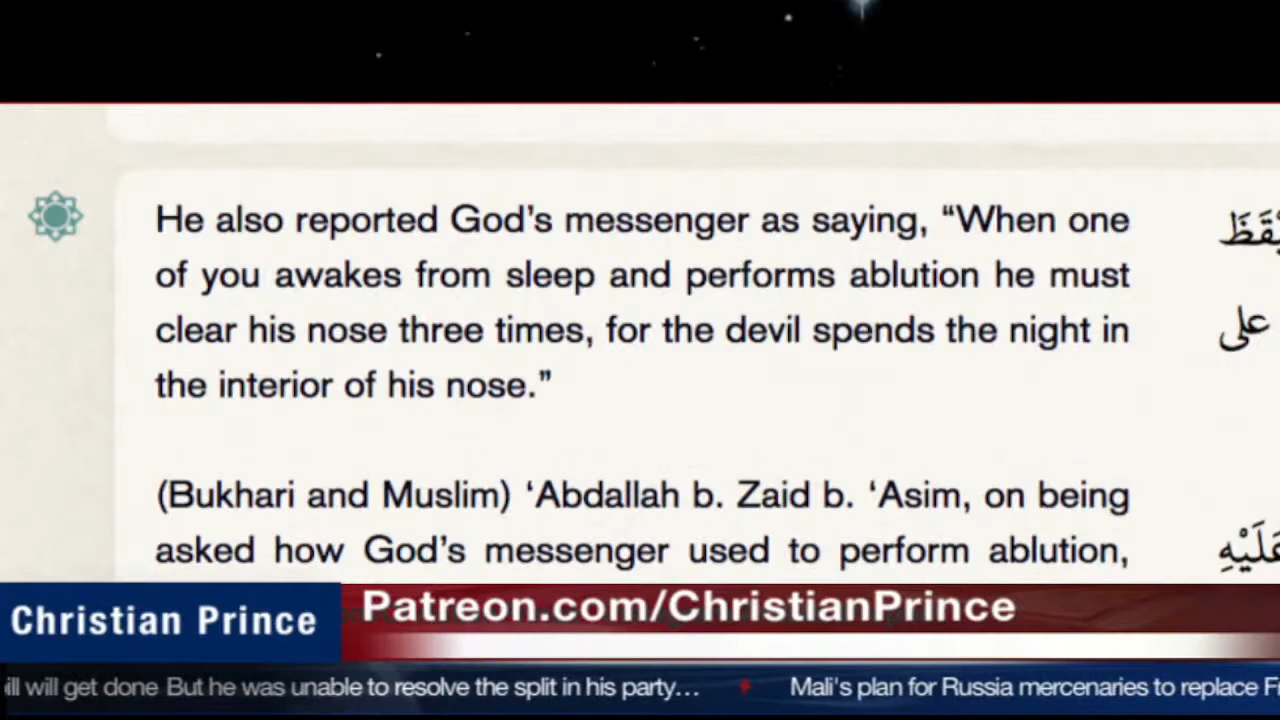 He also reported God's messenger as saying, “When one
of you awakes from sleep and performs ablution he must
clear his nose three times, for the devil spends the night in
the interior of his nose.”
(Bukhari and Muslim) ‘Abdallah b. Zaid b. ‘Asim, on being
asked how God's messenger used to perform ablution,
على
عَلَيْهِ
Christian Prince
Patreon.com/ChristianPrince
will get done But he was unable to resolve the split in his party...
Mali's plan for Russia mercenaries to replace